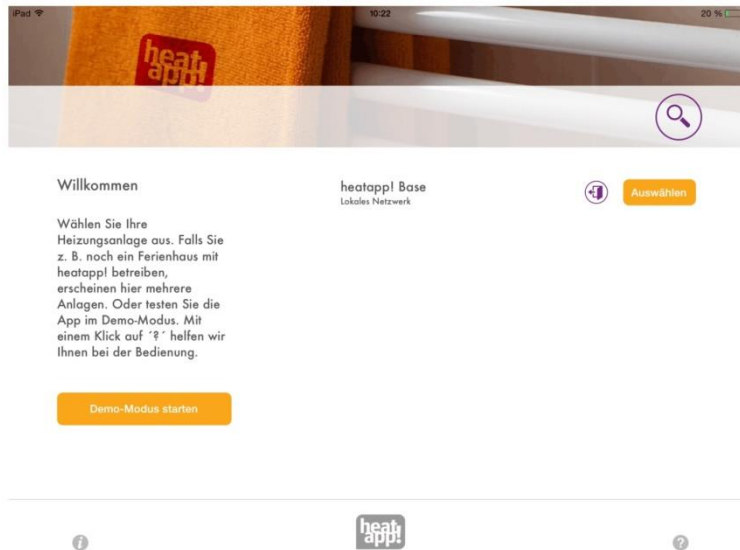 iPad
10:22
20 %
heat
app!
Willkommen
Wählen Sie Ihre
Heizungsanlage aus. Falls Sie
z. B. noch ein Ferienhaus mit
heatapp! betreiben,
erscheinen hier mehrere
Anlagen. Oder testen Sie die
App im Demo-Modus. Mit
einem Klick auf ´?´ helfen wir
Ihnen bei der Bedienung.
Demo-Modus starten
heatapp! Base
Lokales Netzwerk
Auswählen
i
heat
app!
?